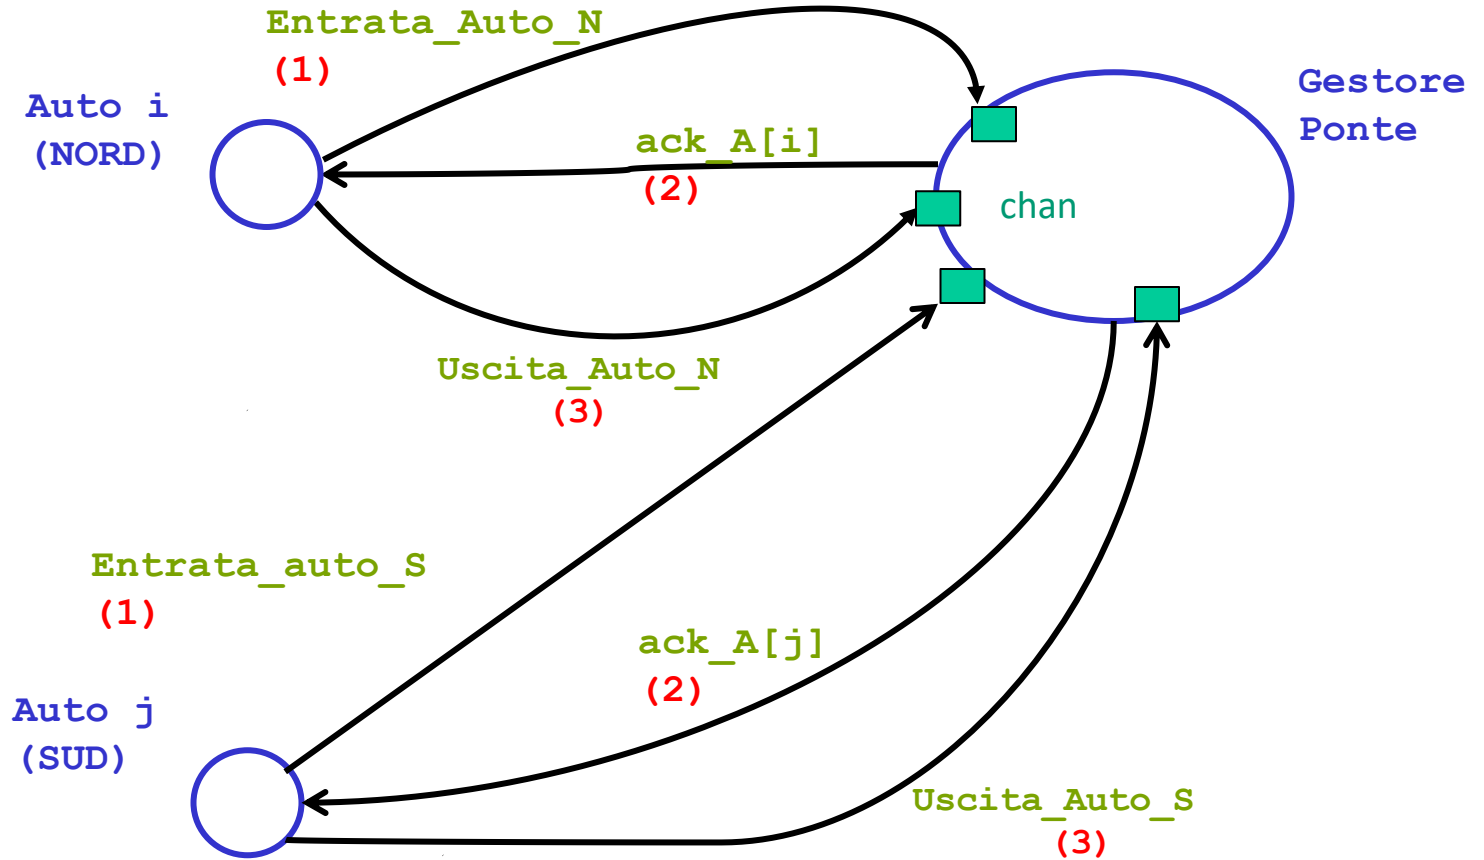 Entrata_Auto_N
(1)
Auto i
(NORD)
Gestore
Ponte
ack_A[i]
(2)
chan
Uscita_Auto_N
(3)
Entrata_auto_S
(1)
ack_A[j]
(2)
Auto j
(SUD)
Uscita_Auto_S
(3)